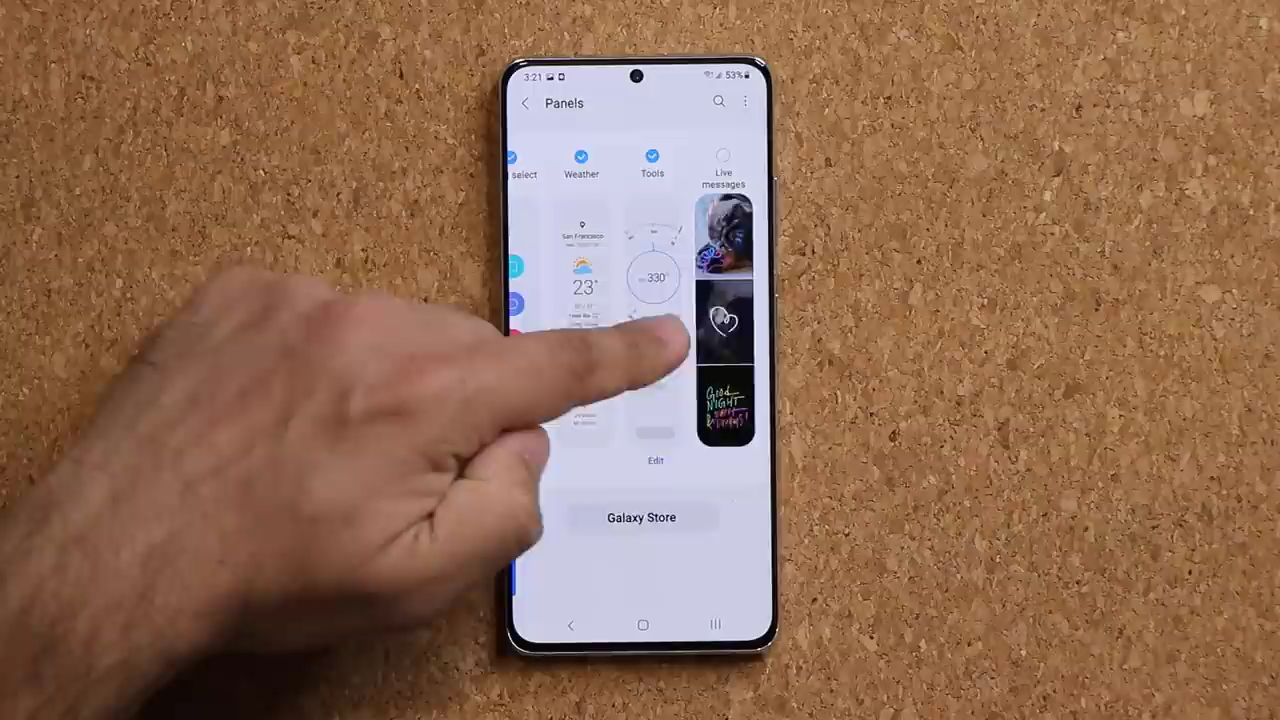 3:21
53%
Panels
select
Weather
Tools
Live
messages
San Francisco
23°
330°
GOOD
NIGHT
Edit
Galaxy Store